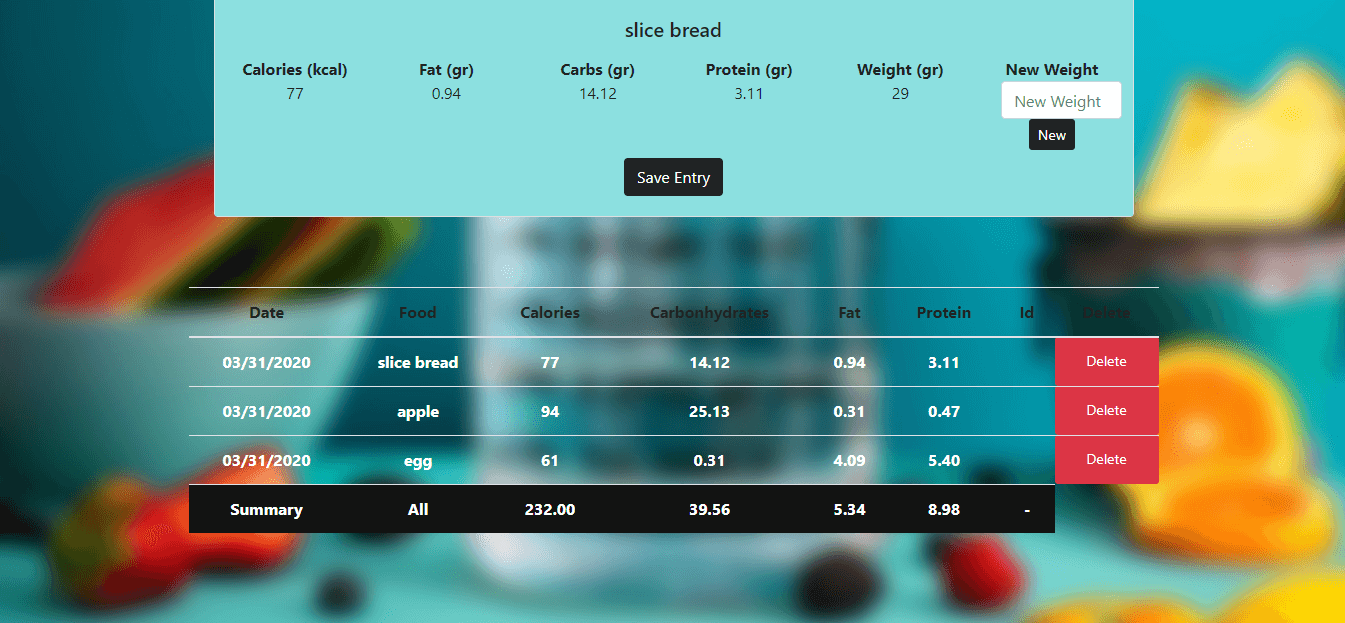 slice bread
Calories (kcal) Fat (gr) Carbs (gr) Protein (gr) Weight (gr) New Weight
77 0.94 14.12 3.11 29 New Weight
New
Save Entry
Date Food Calories Carbonhydrates Fat Protein Id Delete
03/31/2020 slice bread 77 14.12 0.94 3.11 Delete
03/31/2020 apple 94 25.13 0.31 0.47 Delete
03/31/2020 egg 61 0.31 4.09 5.40 Delete
Summary All 232.00 39.56 5.34 8.98 -